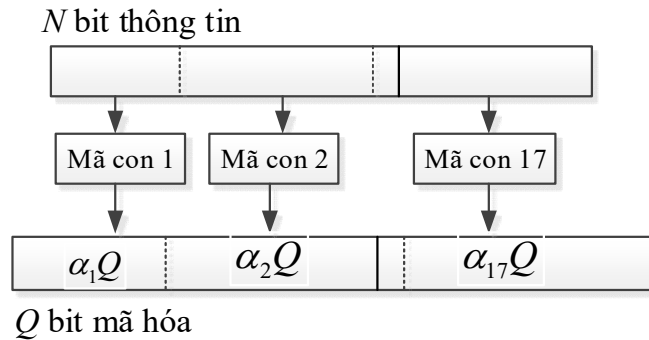 N bit thông tin
Mã con 1 Mã con 2 Mã con 17
α₁Q α₂Q α₁₇Q
Q bit mã hóa